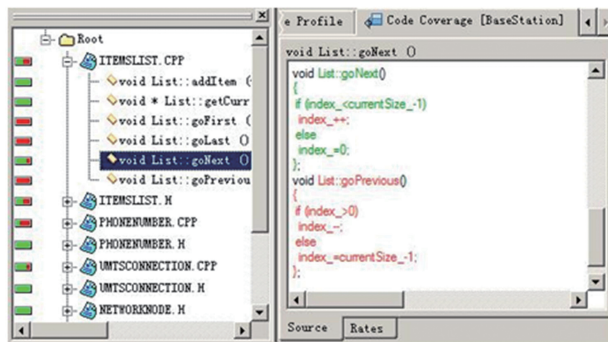 Root
ITEMSLIST.CPP
void List::addItem (
void * List::getCurr
void List::goFirst (
void List::goLast ()
void List::goNext ()
void List::goPreviou
ITEMSLIST.H
PHONENUMBER.CPP
PHONENUMBER.H
UMTSCONNECTION.CPP
UMTSCONNECTION.H
NETWORKNODE.H
e Profile
Code Coverage [BaseStation]
void List::goNext ()
void List::goNext()
{
if (index_<currentSize_-1)
index_++;
else
index_=0;
};
void List::goPrevious()
{
if (index_>0)
index_--;
else
index_=currentSize_-1;
};
Source
Rates